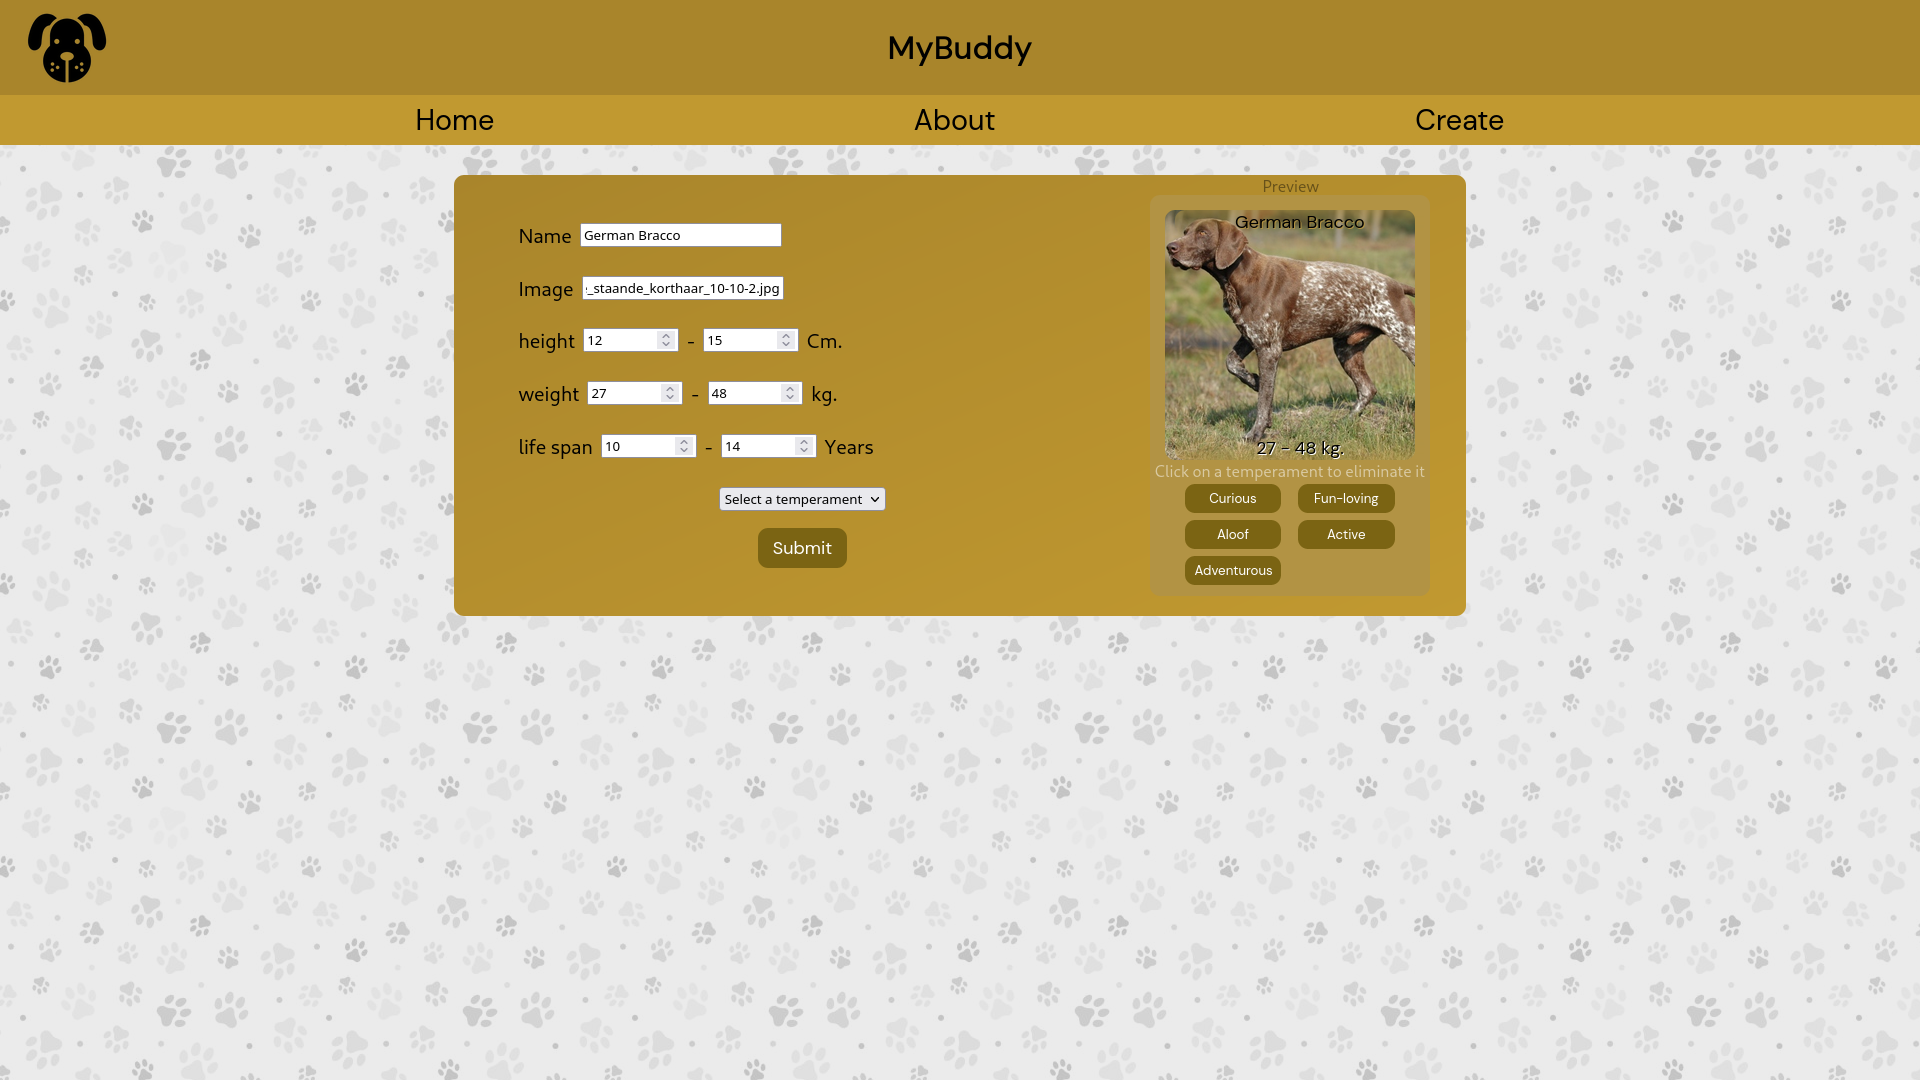 MyBuddy
Home About Create
Name German Bracco
Image _staande_korthaar_10-10-2.jpg
height 12 - 15 Cm.
weight 27 - 48 kg.
life span 10 - 14 Years
Select a temperament
Submit
Preview
German Bracco
27 - 48 kg.
Click on a temperament to eliminate it
Curious Fun-loving
Aloof Active
Adventurous